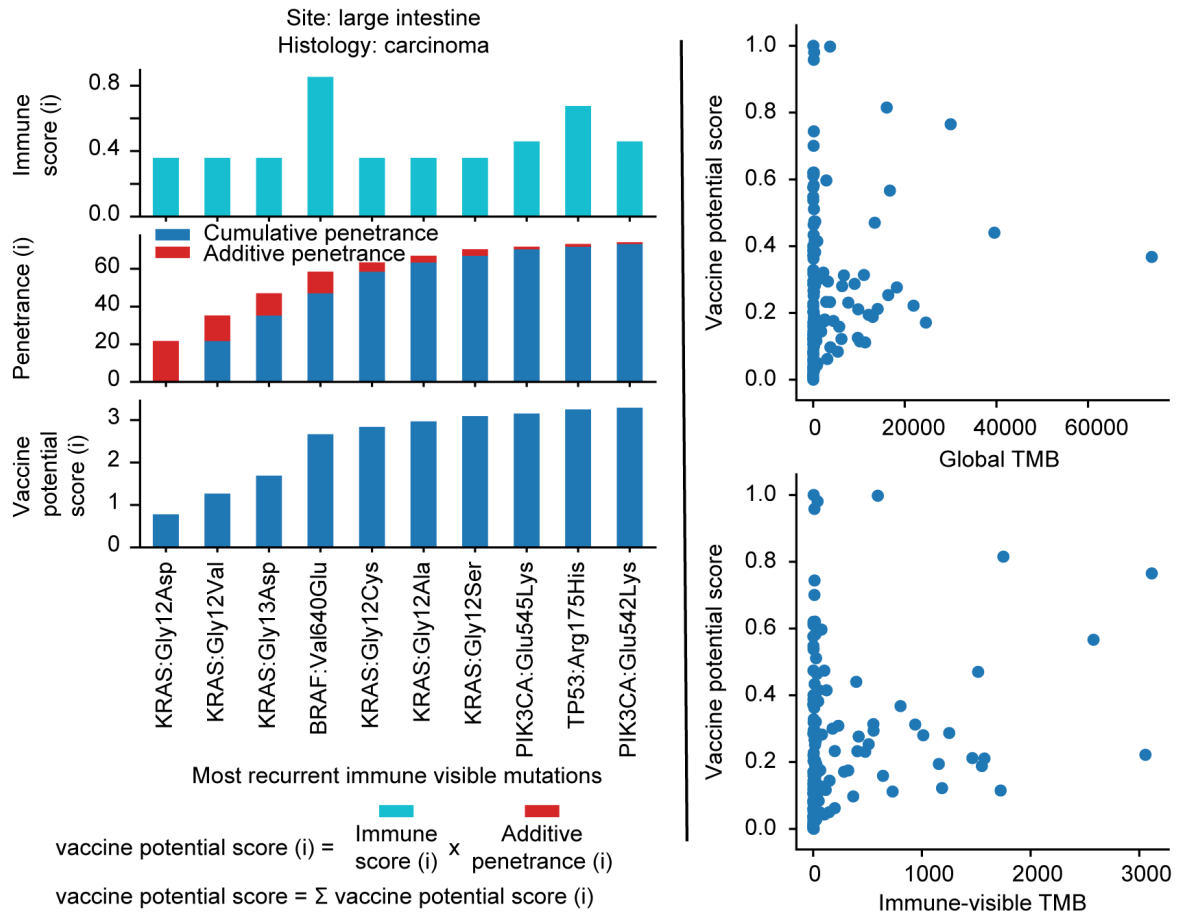 Site: large intestine
Histology: carcinoma
Immune
score (i)
0.8
0.4
0.0
Penetrance (i)
Cumulative penetrance
Additive penetrance
60
40
20
0
Vaccine
potential
score (i)
3
2
1
0
KRAS:Gly12Asp
KRAS:Gly12Val
KRAS:Gly13Asp
BRAF:Val640Glu
KRAS:Gly12Cys
KRAS:Gly12Ala
KRAS:Gly12Ser
PIK3CA:Glu545Lys
TP53:Arg175His
PIK3CA:Glu542Lys
Most recurrent immune visible mutations
vaccine potential score (i) = Immune score (i) x Additive penetrance (i)
vaccine potential score = Σ vaccine potential score (i)
Vaccine potential score
1.0
0.8
0.6
0.4
0.2
0.0
0 20000 40000 60000
Global TMB
Vaccine potential score
1.0
0.8
0.6
0.4
0.2
0.0
0 1000 2000 3000
Immune-visible TMB